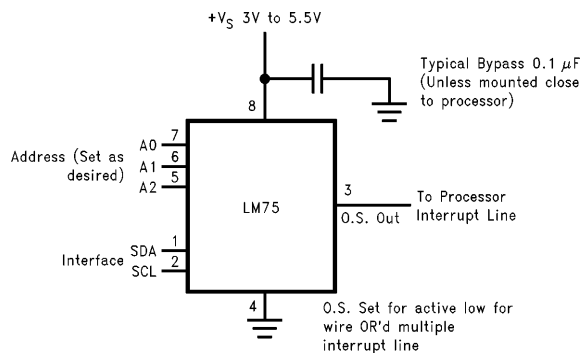 +VS 3V to 5.5V
Typical Bypass 0.1 μF
(Unless mounted close
to processor)
8
Address (Set as
desired)
A0 7
A1 6
A2 5
LM75
3
O.S. Out
To Processor
Interrupt Line
Interface
SDA 1
SCL 2
4
O.S. Set for active low for
wire OR'd multiple
interrupt line